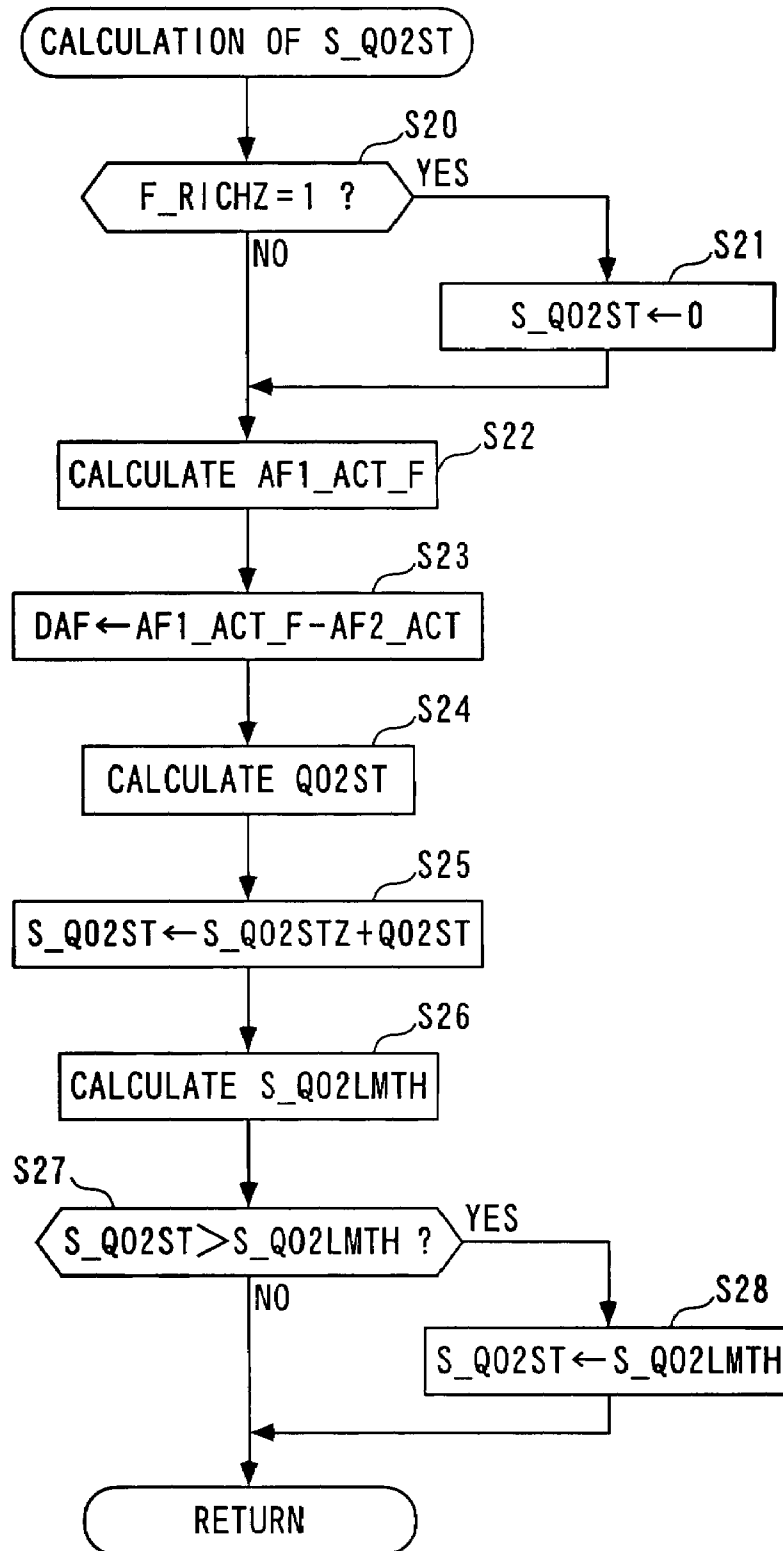 CALCULATION OF S_QO2ST
S20
F_RICHZ=1 ?
YES
NO
S21
S_QO2ST←0
S22
CALCULATE AF1_ACT_F
S23
DAF←AF1_ACT_F-AF2_ACT
S24
CALCULATE QO2ST
S25
S_QO2ST←S_QO2STZ+QO2ST
S26
CALCULATE S_QO2LMTH
S27
S_QO2ST>S_QO2LMTH ?
YES
NO
S28
S_QO2ST←S_QO2LMTH
RETURN